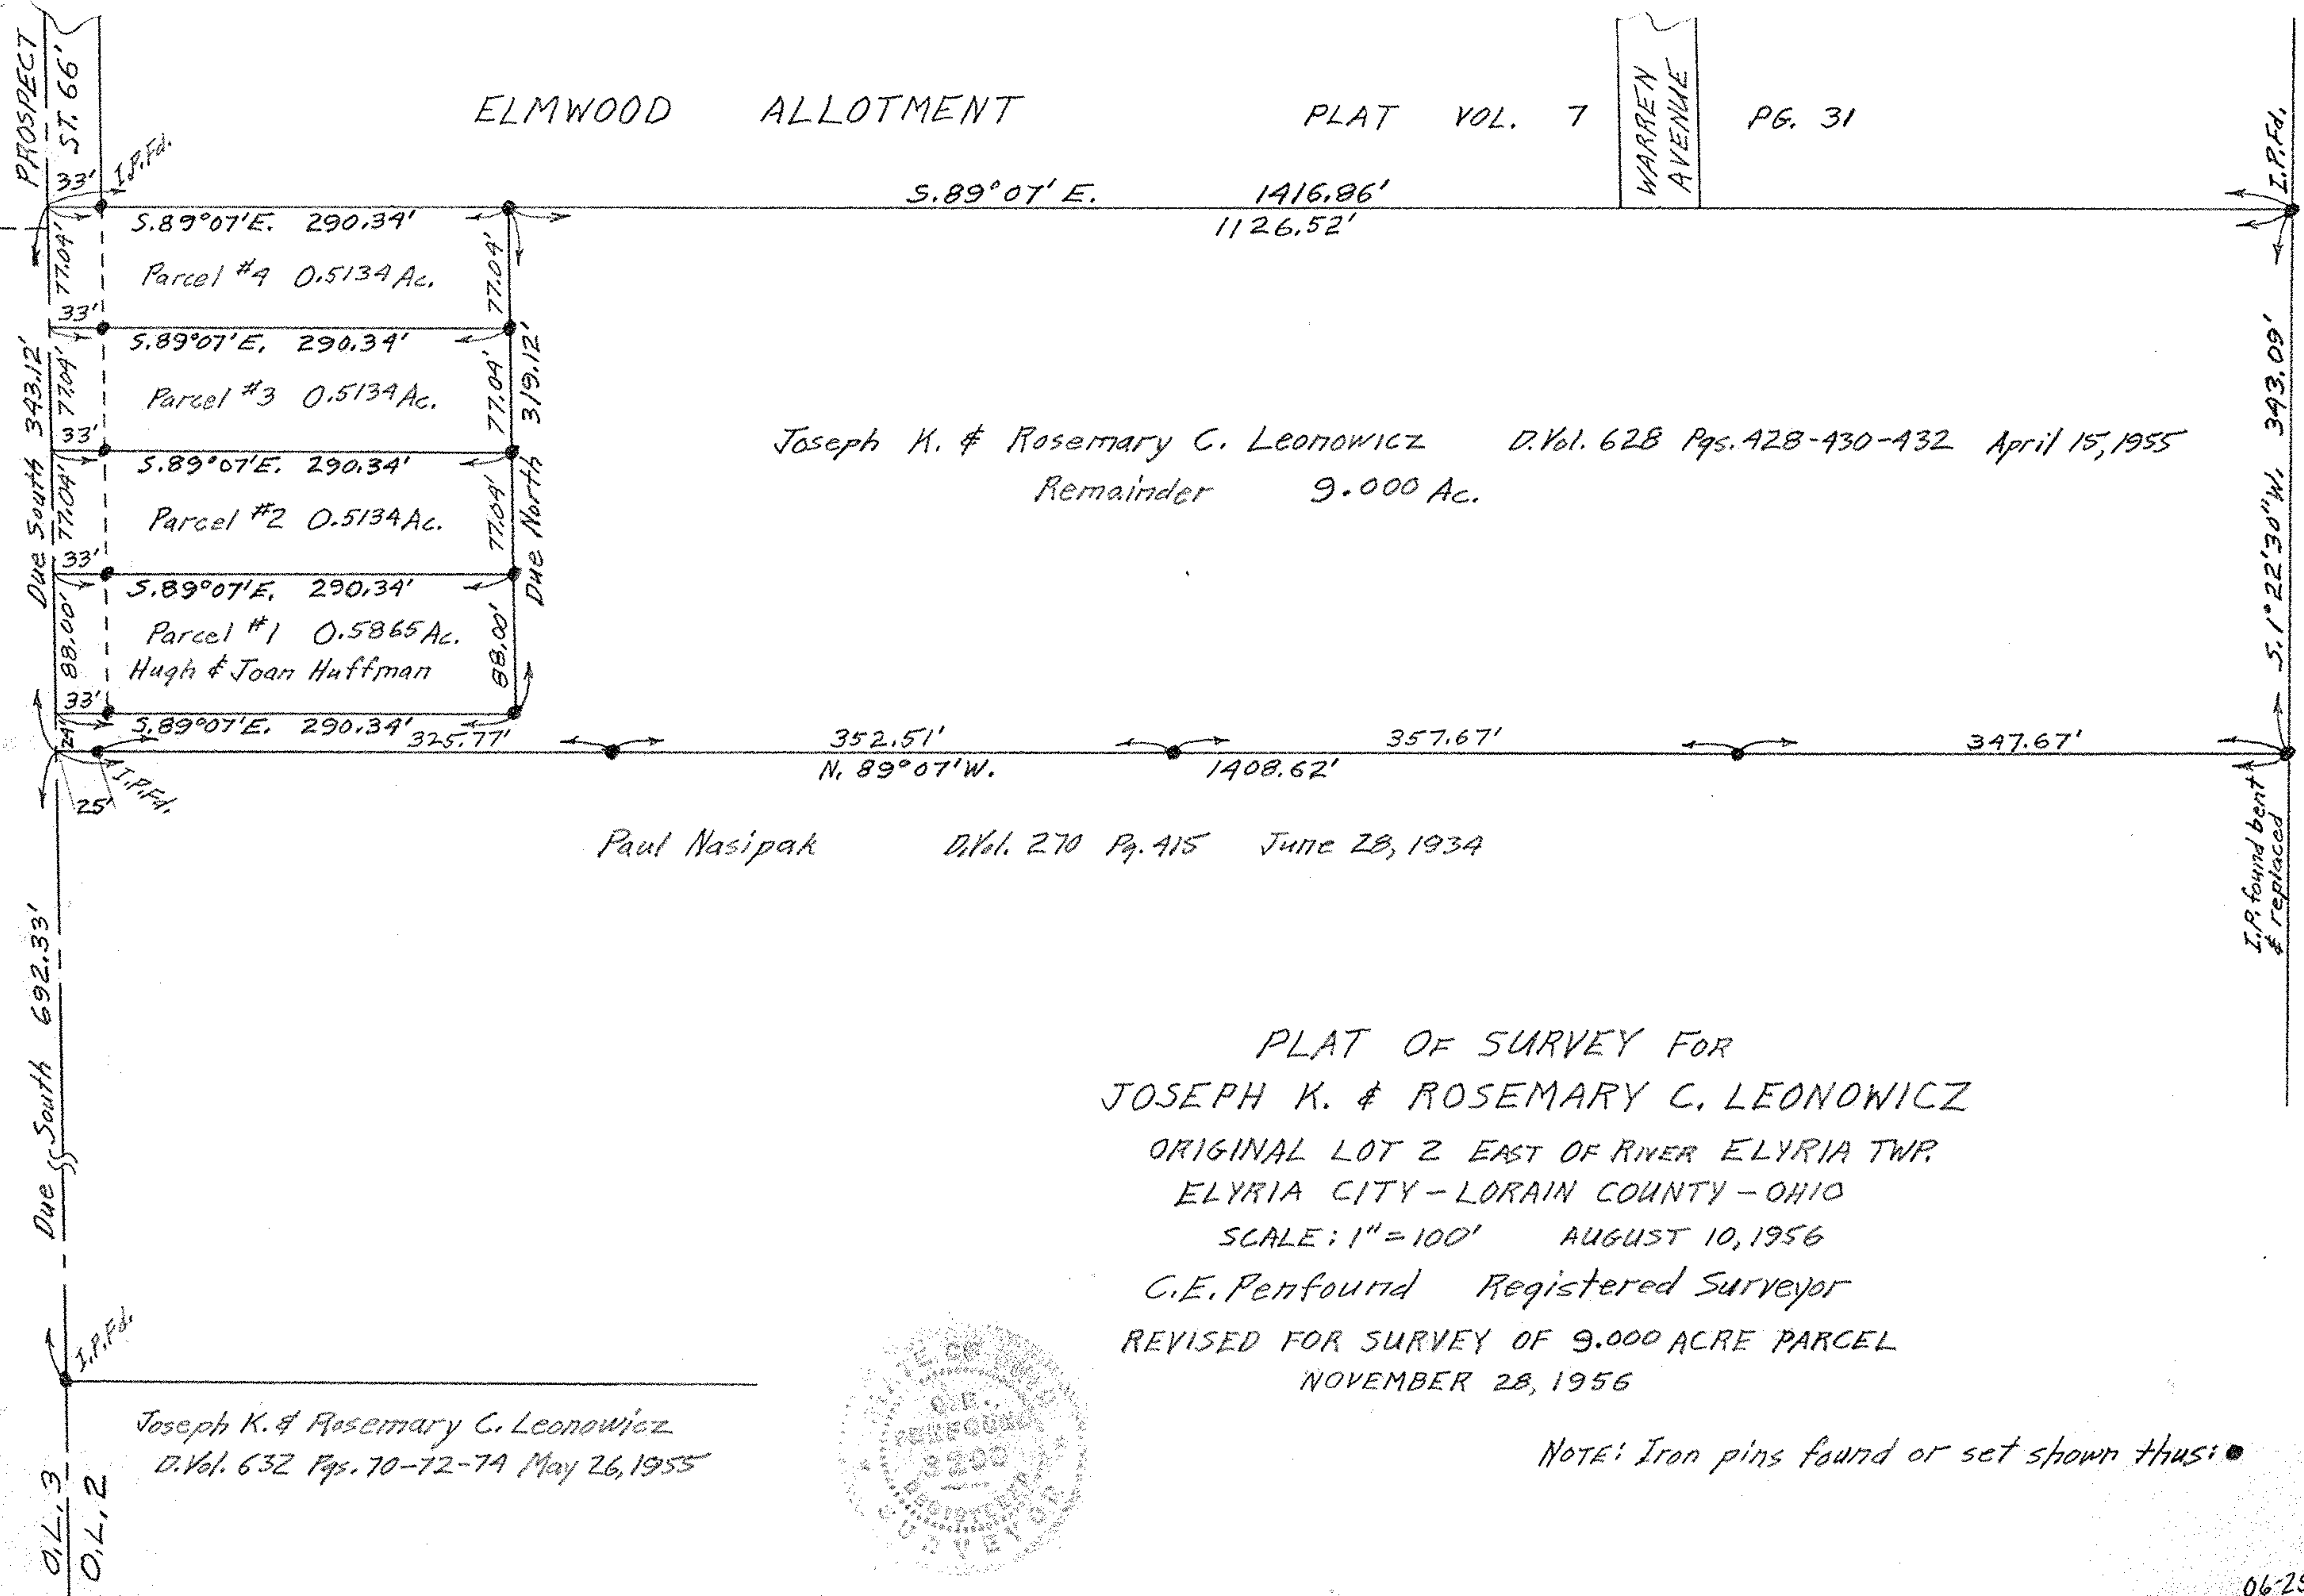 PROSPECT
ST. 66'
I.P.Fd.
ELMWOOD ALLOTMENT PLAT VOL. 7
WARREN
AVENUE
PG. 31
I.P.Fd.
33'
S.89°07'E. 1416.86'
S.89°07'E. 290.34'
1126.52'
77.04'
Parcel #4 0.5134 Ac.
77.04'
33'
S.89°07'E. 290.34'
Due South 343.12'
77.04'
Parcel #3 0.5134 Ac.
77.04'
Due North 319.12'
33'
S.89°07'E. 290.34'
77.04'
Parcel #2 0.5134 Ac.
77.04'
33'
S.89°07'E. 290.34'
88.00'
Parcel #1 0.5865 Ac.
Hugh & Joan Huffman
88.00'
33'
S.89°07'E. 290.34'
Joseph K. & Rosemary C. Leonowicz D.Vol. 628 Pgs. 428-430-432 April 15, 1955
Remainder 9.000 Ac.
S.1°22'30"W. 343.09'
24'
325.77' 352.51' 357.67' 347.67'
N. 89°07'W. 1408.62'
25'
I.P.Fd.
I.P. found bent
& replaced
Paul Nasipak D.Vol. 270 Pg. 415 June 28, 1934
Due South 692.33'
PLAT OF SURVEY FOR
JOSEPH K. & ROSEMARY C. LEONOWICZ
ORIGINAL LOT 2 EAST OF RIVER ELYRIA TWP.
ELYRIA CITY - LORAIN COUNTY - OHIO
SCALE: 1" = 100' AUGUST 10, 1956
C.E. Penfound Registered Surveyor
REVISED FOR SURVEY OF 9.000 ACRE PARCEL
NOVEMBER 28, 1956
NOTE: Iron pins found or set shown thus: ●
I.P.Fd.
Joseph K. & Rosemary C. Leonowicz
D.Vol. 632 Pgs. 70-72-74 May 26, 1955
O.L. 3
O.L. 2
PENFOUND
REGISTERED
SURVEYOR